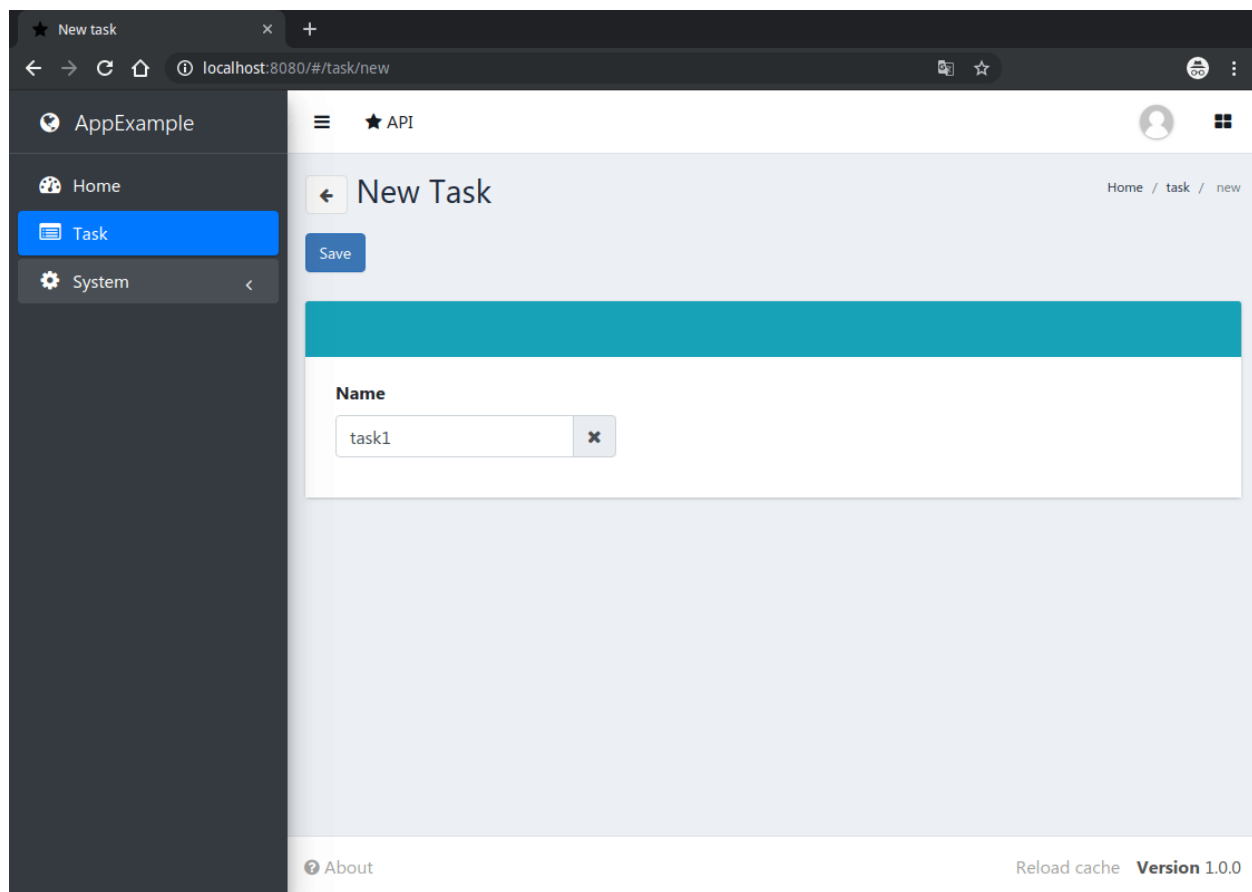 New task
localhost:8080/#/task/new
AppExample
API
Home
New Task
Home / task / new
Task
Save
System
Name
task1
About
Reload cache Version 1.0.0